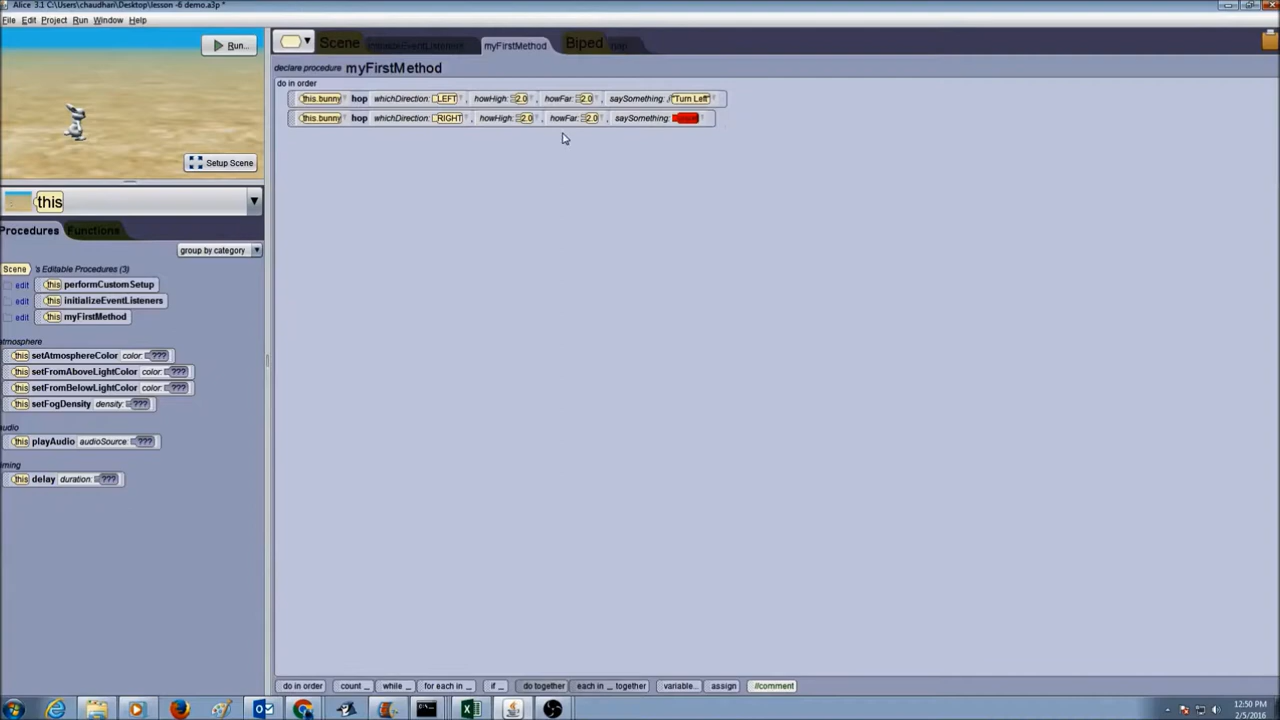 Alice 3.1 C:\Users\chaudhari\Desktop\lesson -6 demo.a3p *
File Edit Project Run Window Help
Run...
Setup Scene
this
Procedures Functions
group by category
Scene 's Editable Procedures (3)
edit this performCustomSetup
edit this initializeEventListeners
edit this myFirstMethod
atmosphere
this setAtmosphereColor color: ???
this setFromAboveLightColor color: ???
this setFromBelowLightColor color: ???
this setFogDensity density: ???
audio
this playAudio audioSource: ???
timing
this delay duration: ???
Scene initializeEventListeners myFirstMethod Biped hop
declare procedure myFirstMethod
do in order
this.bunny hop whichDirection: LEFT , howHigh: 2.0 , howFar: 2.0 , saySomething: "Turn Left"
this.bunny hop whichDirection: RIGHT , howHigh: 2.0 , howFar: 2.0 , saySomething:
do in order count _ while _ for each in _ if _ do together each in _ together variable... assign //comment
12:50 PM
2/5/2016